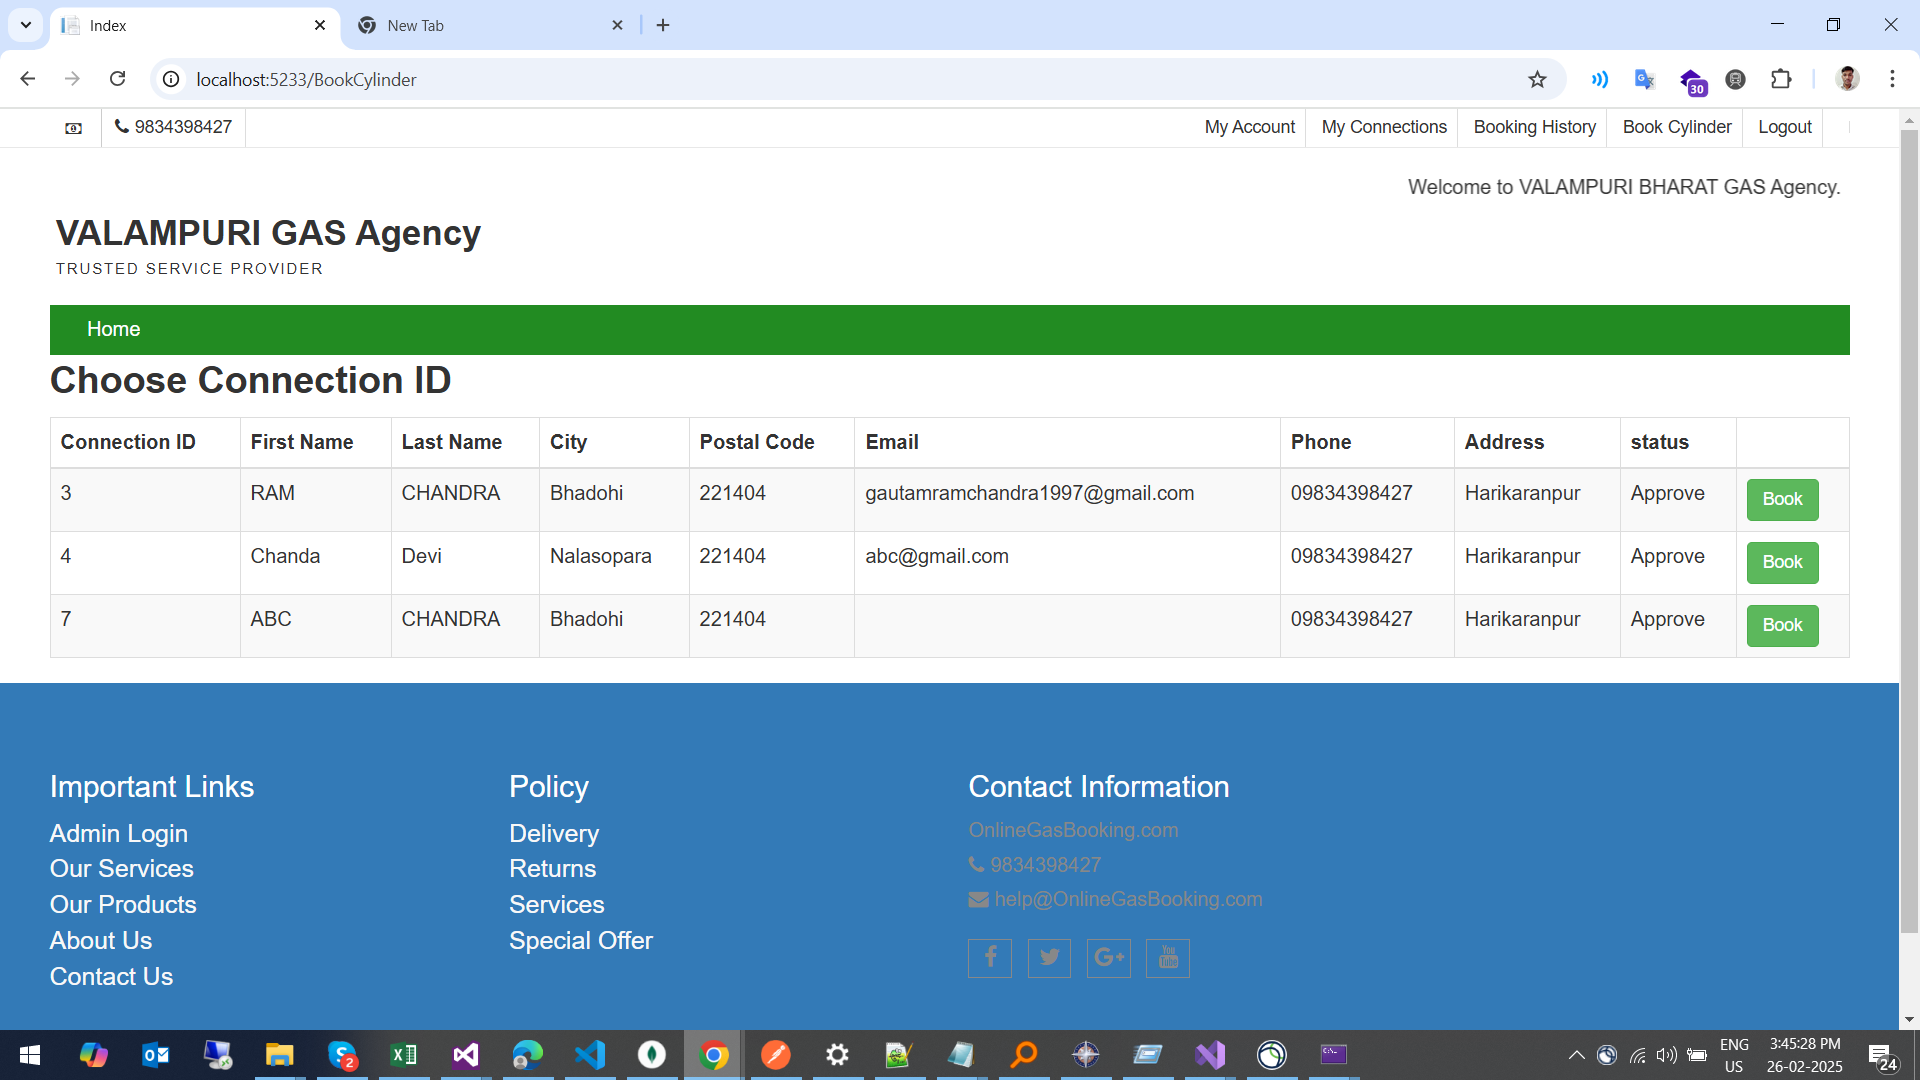 Index
New Tab
localhost:5233/BookCylinder
30
9834398427
My Account
My Connections
Booking History
Book Cylinder
Logout
Welcome to VALAMPURI BHARAT GAS Agency.
VALAMPURI GAS Agency
TRUSTED SERVICE PROVIDER
Home
Choose Connection ID
Connection ID First Name Last Name City Postal Code Email Phone Address status
3 RAM CHANDRA Bhadohi 221404 gautamramchandra1997@gmail.com 09834398427 Harikaranpur Approve Book
4 Chanda Devi Nalasopara 221404 abc@gmail.com 09834398427 Harikaranpur Approve Book
7 ABC CHANDRA Bhadohi 221404 09834398427 Harikaranpur Approve Book
Important Links
Admin Login
Our Services
Our Products
About Us
Contact Us
Policy
Delivery
Returns
Services
Special Offer
Contact Information
OnlineGasBooking.com
9834398427
help@OnlineGasBooking.com
You
Tube
2
ENG
US
3:45:28 PM
26-02-2025
24